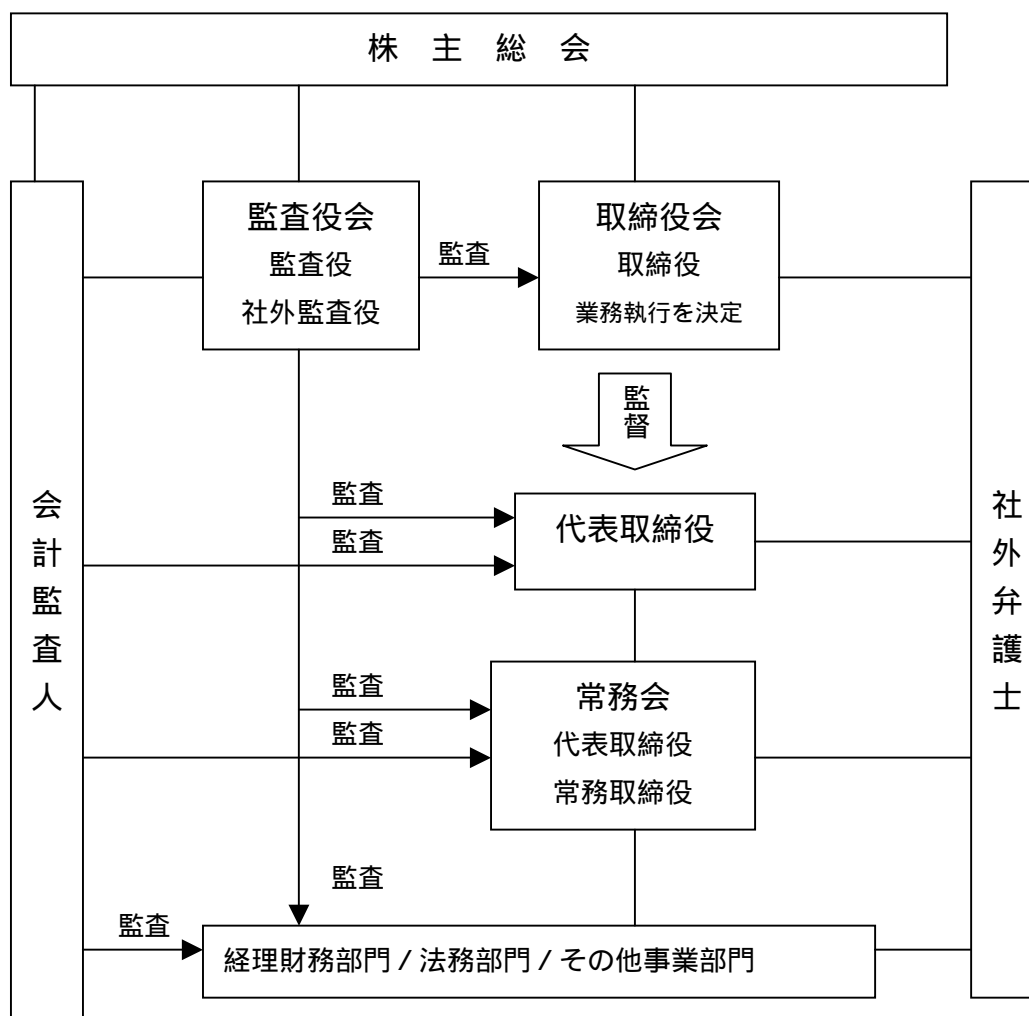 株 主 総 会
監査役会
監査役
社外監査役
監査
取締役会
取締役
業務執行を決定
監督
会計監査人
社外弁護士
監査
監査
代表取締役
監査
監査
常務会
代表取締役
常務取締役
監査
監査
経理財務部門 / 法務部門 / その他事業部門